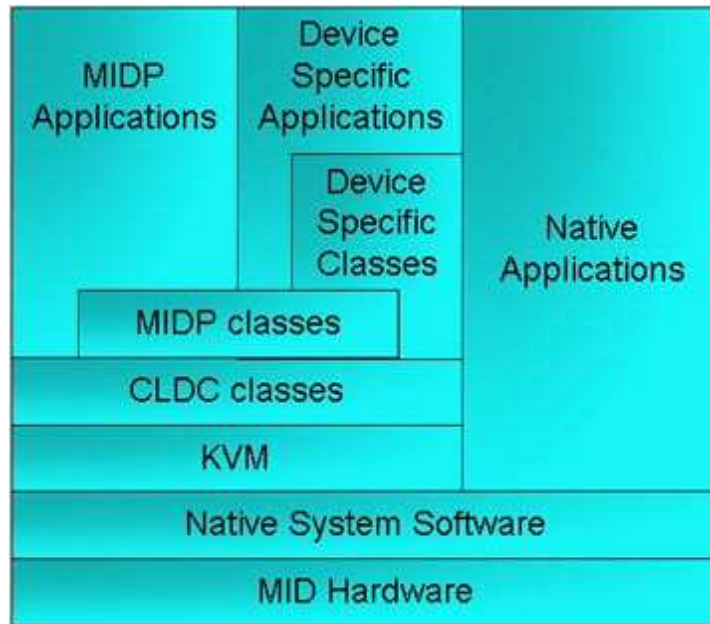 MIDP
Applications
Device
Specific
Applications
Device
Specific
Classes
Native
Applications
MIDP classes
CLDC classes
KVM
Native System Software
MID Hardware